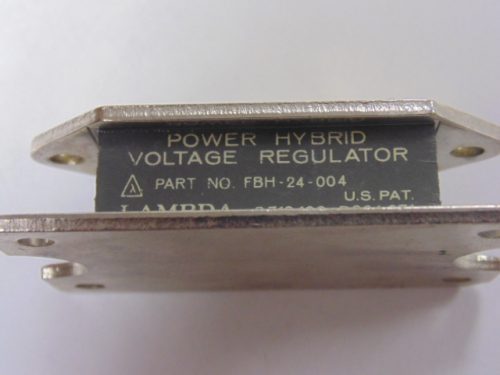 POWER HYBRID
VOLTAGE REGULATOR
PART NO. FBH-24-004
U.S. PAT.
LAMBDA